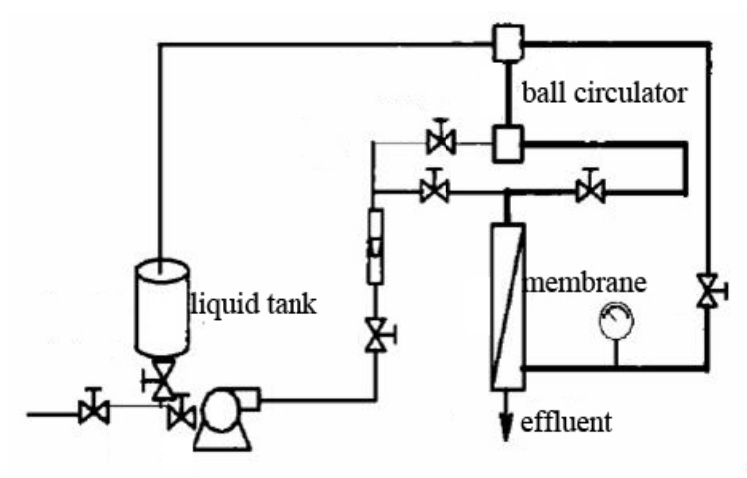 ball circulator
membrane
liquid tank
effluent